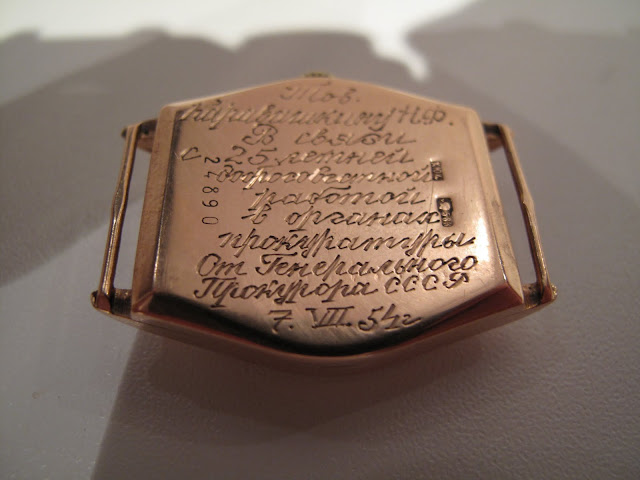 Тов.
Н.Ф.
В связи
с 25 летней
добросовестной
работой
в органах
прокуратуры
От Генерального
Прокурора СССР
7. VII. 54г
24890